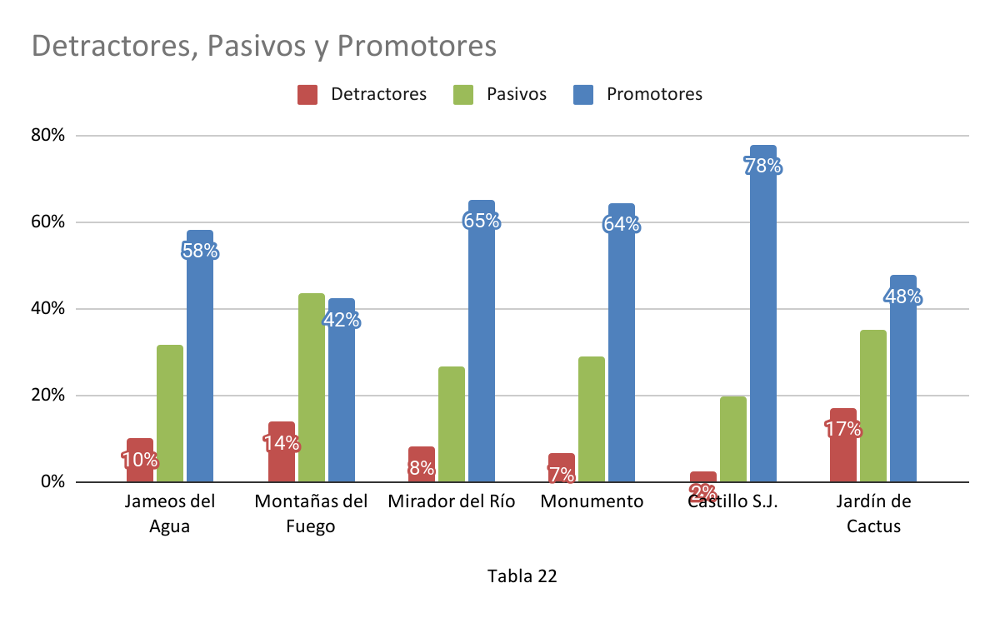 Detractores, Pasivos y Promotores
Detractores Pasivos Promotores
80%
60%
40%
20%
0%
58%
42%
65%
64%
78%
48%
10%
14%
8%
7%
2%
17%
Jameos del Agua
Montañas del Fuego
Mirador del Río
Monumento
Castillo S.J.
Jardín de Cactus
Tabla 22